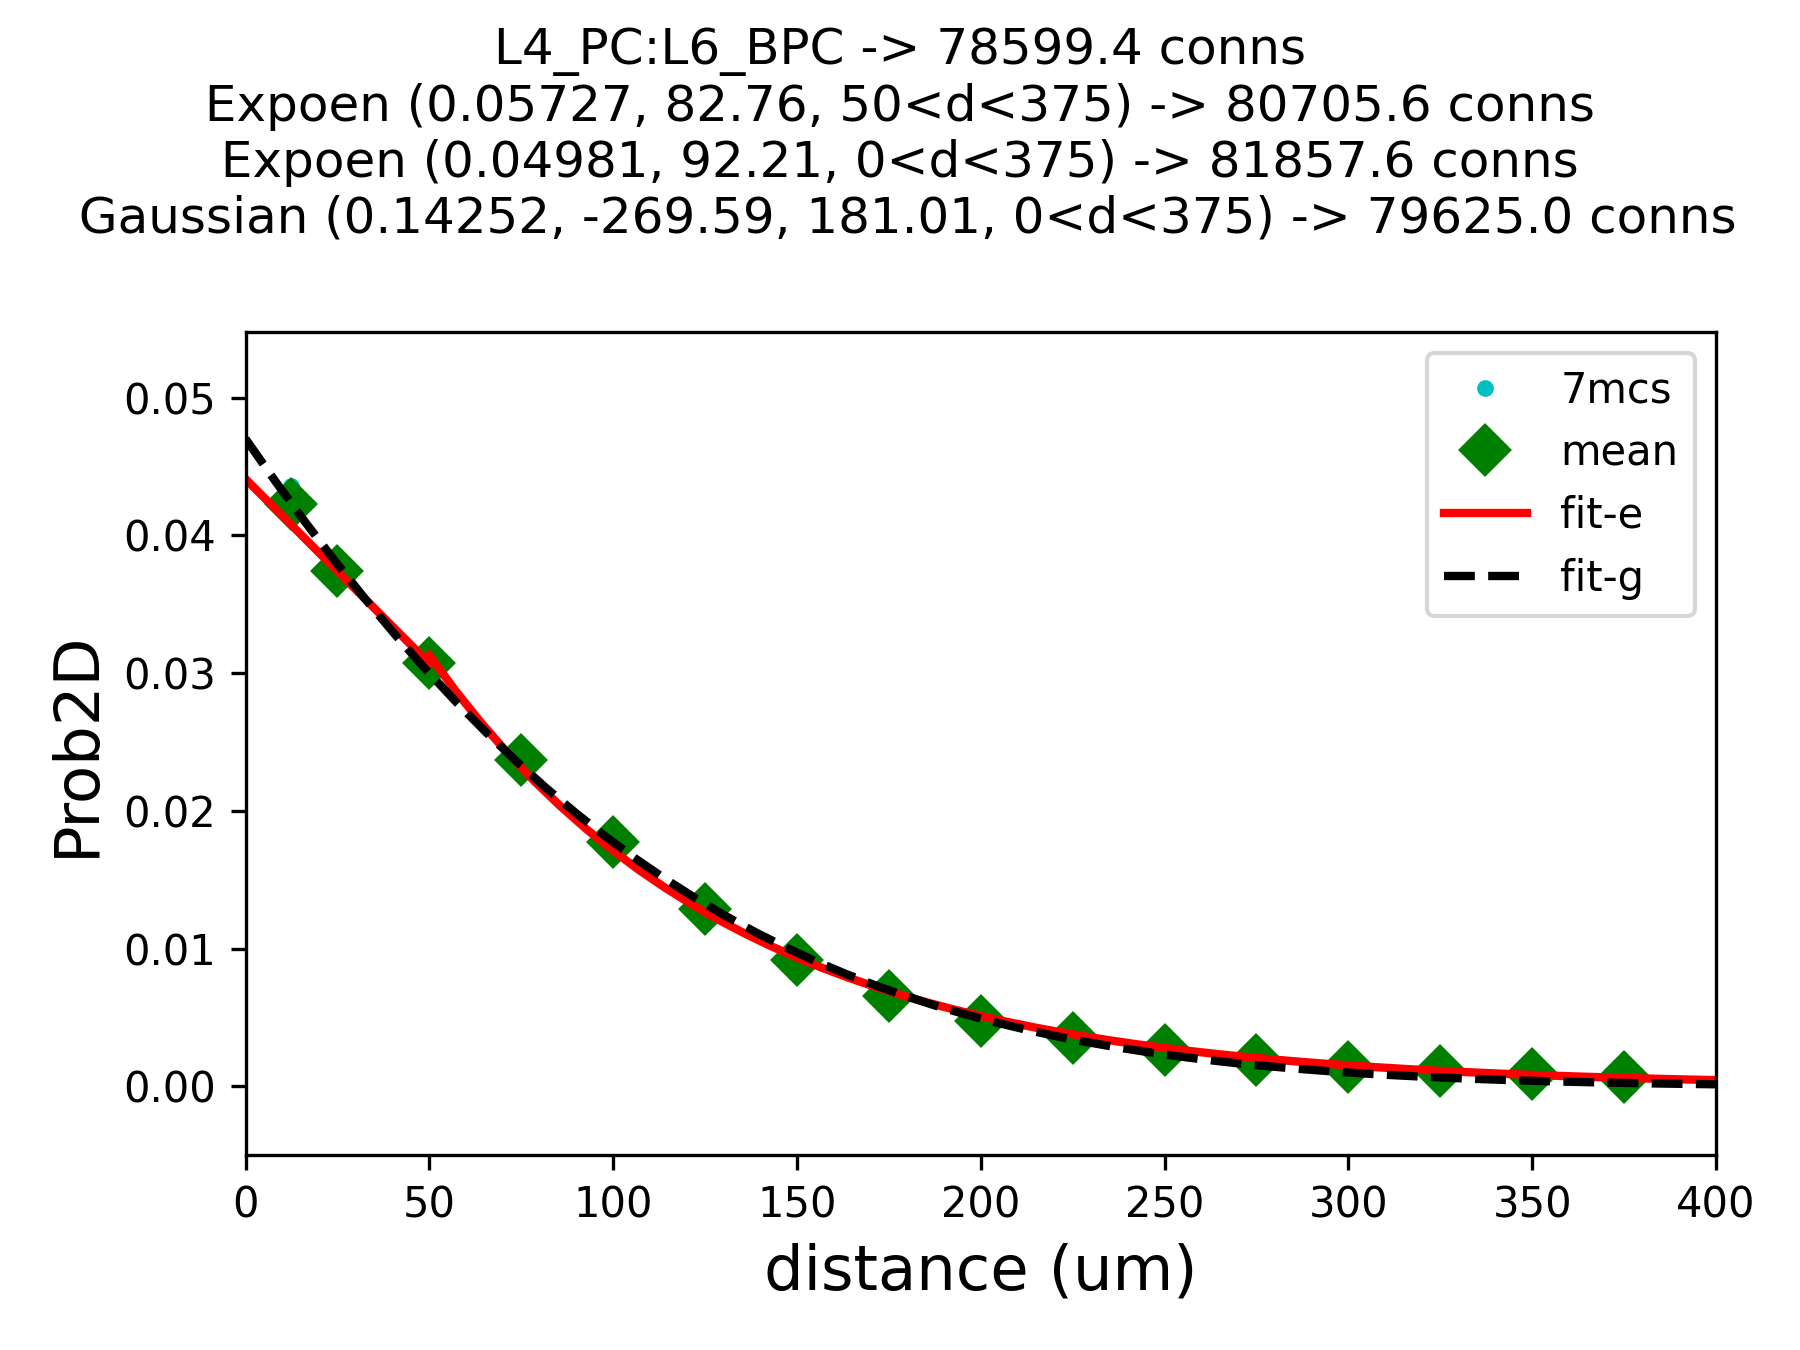 L4_PC:L6_BPC -> 78599.4 conns
Expoen (0.05727, 82.76, 50<d<375) -> 80705.6 conns
Expoen (0.04981, 92.21, 0<d<375) -> 81857.6 conns
Gaussian (0.14252, -269.59, 181.01, 0<d<375) -> 79625.0 conns
7mcs
mean
fit-e
fit-g
Prob2D
0.05
0.04
0.03
0.02
0.01
0.00
0 50 100 150 200 250 300 350 400
distance (um)